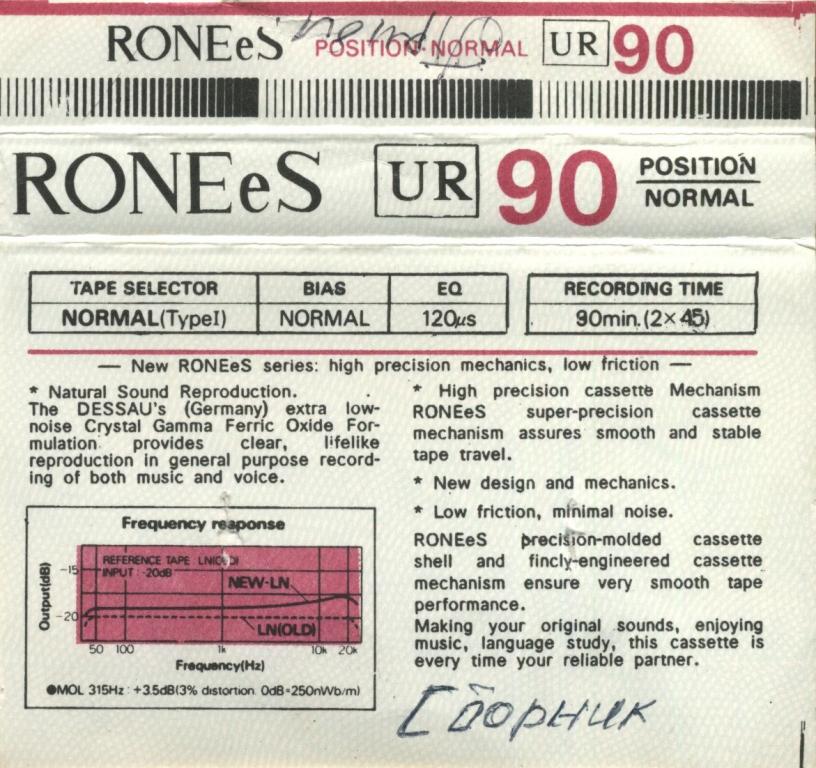 RONEeS POSITION·NORMAL UR 90
RONEeS UR 90 POSITION
NORMAL
TAPE SELECTOR BIAS EQ RECORDING TIME
NORMAL(TypeI) NORMAL 120µs 90min.(2×45)
— New RONEeS series: high precision mechanics, low friction —
* Natural Sound Reproduction.
The DESSAU's (Germany) extra low-
noise Crystal Gamma Ferric Oxide For-
mulation provides clear, lifelike
reproduction in general purpose record-
ing of both music and voice.
Frequency response
REFERENCE TAPE LN(OLD)
INPUT : -20dB
NEW-LN
LN(OLD)
Output(dB)
-15
-20
50 100 1k 10k 20k
Frequency(Hz)
●MOL 315Hz : +3.5dB(3% distortion 0dB=250nWb/m)
* High precision cassette Mechanism
RONEeS super-precision cassette
mechanism assures smooth and stable
tape travel.
* New design and mechanics.
* Low friction, minimal noise.
RONEeS precision-molded cassette
shell and fincly-engineered cassette
mechanism ensure very smooth tape
performance.
Making your original sounds, enjoying
music, language study, this cassette is
every time your reliable partner.
Сборник